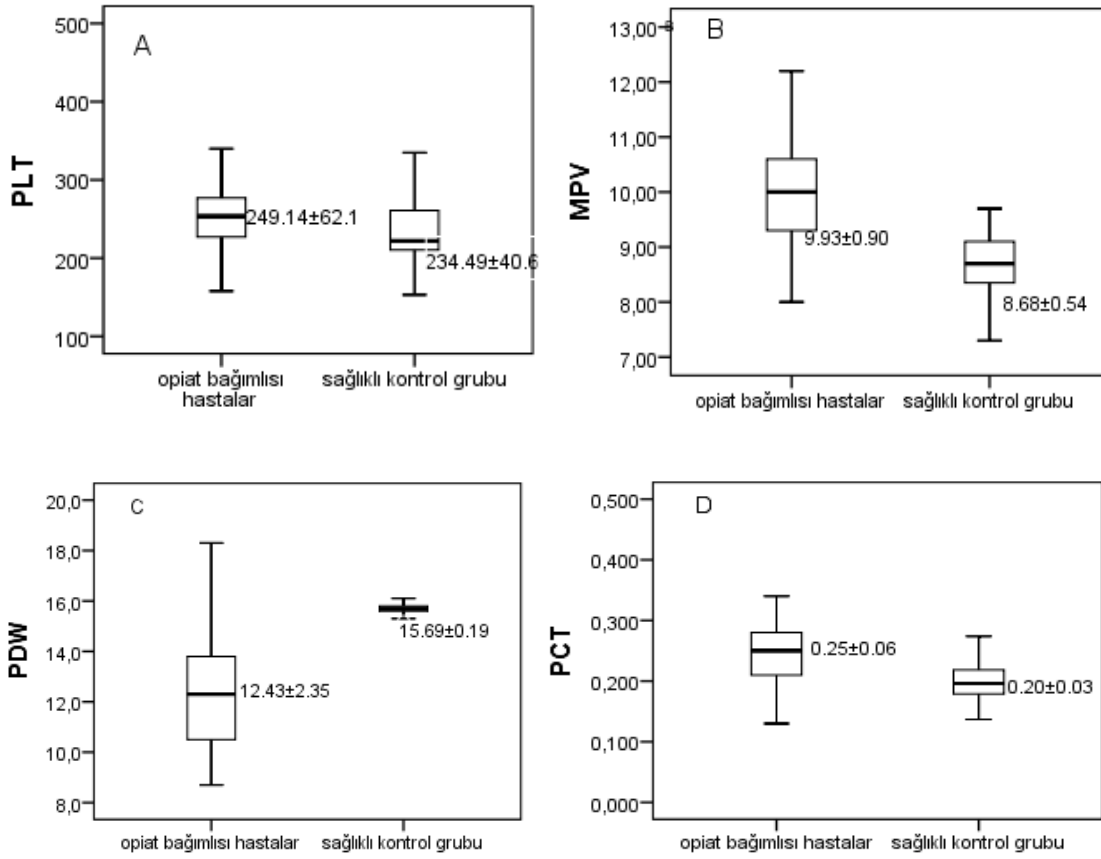 A
PLT
500
400
300
200
100
249.14±62.1
234.49±40.6
opiat bağımlısı
hastalar
sağlıklı kontrol grubu
B
MPV
13,00
12,00
11,00
10,00
9,00
8,00
7,00
9.93±0.90
8.68±0.54
opiat bağımlısı hastalar
sağlıklı kontrol grubu
C
PDW
20,0
18,0
16,0
14,0
12,0
10,0
8,0
12.43±2.35
15.69±0.19
opiat bağımlısı hastalar
sağlıklı kontrol grubu
D
PCT
0,500
0,400
0,300
0,200
0,100
0,000
0.25±0.06
0.20±0.03
opiat bağımlısı hastalar
sağlıklı kontrol grubu